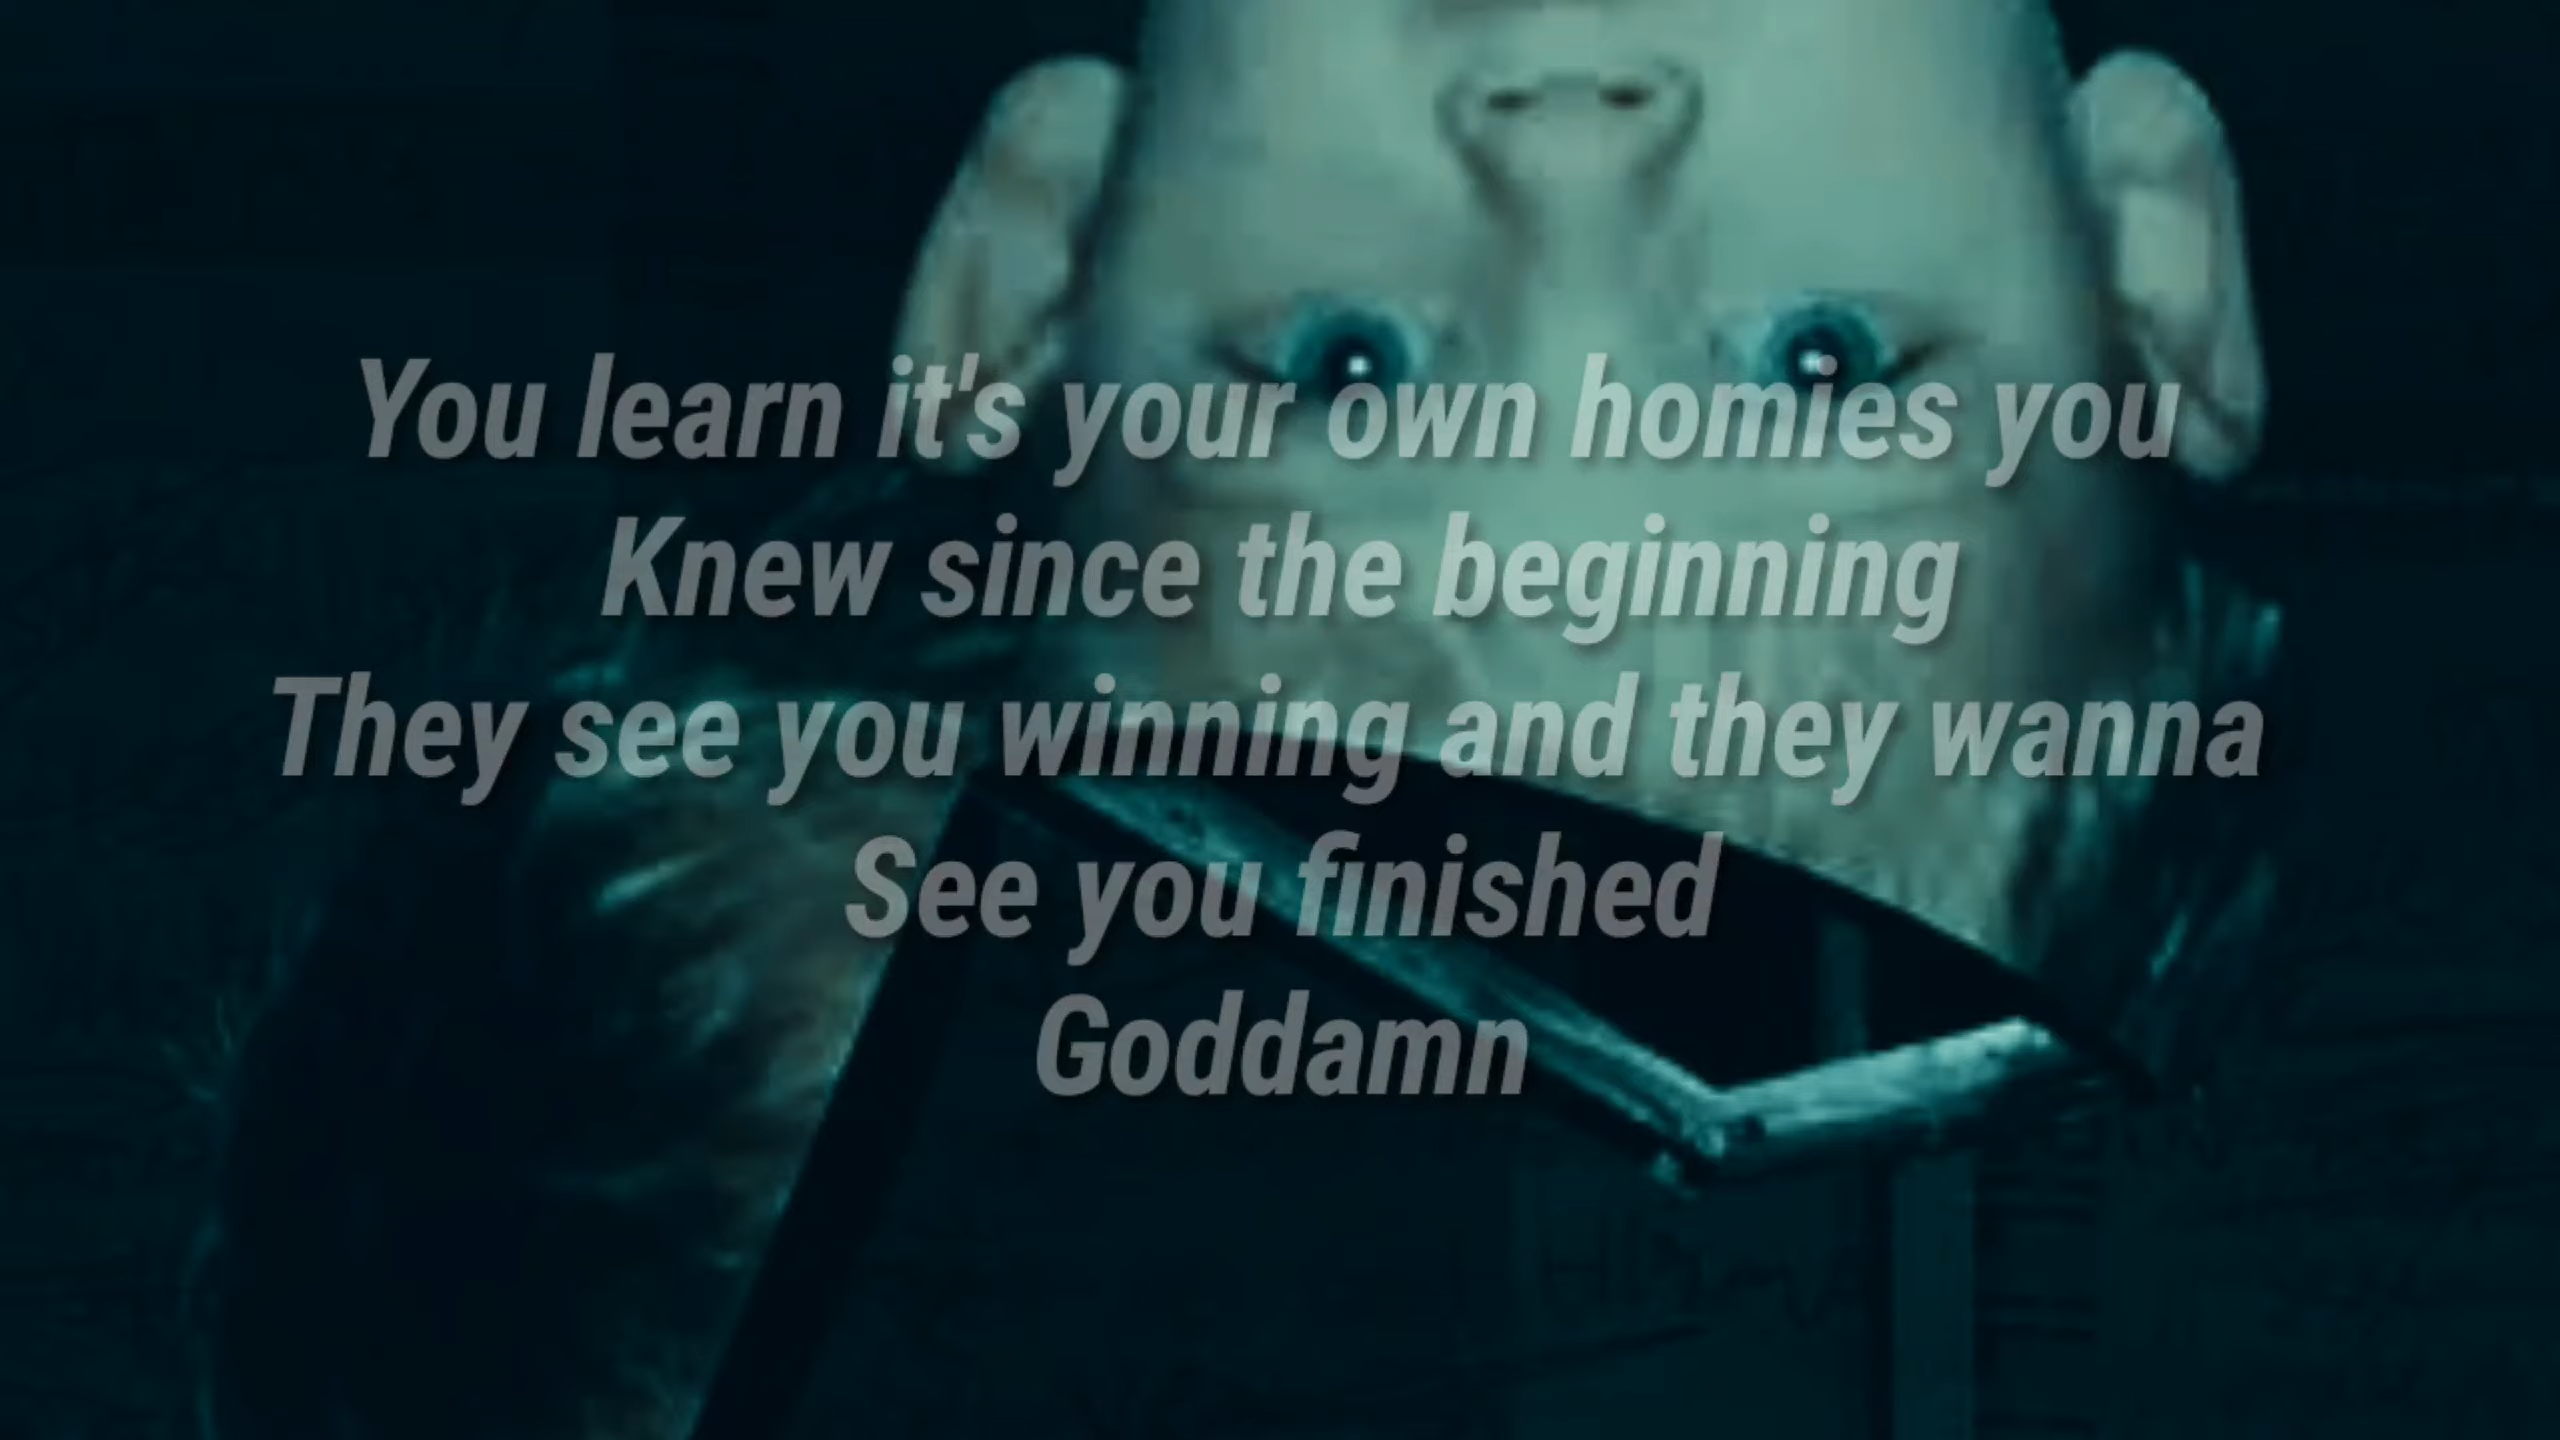 You learn it's your own homies you
Knew since the beginning
They see you winning and they wanna
See you finished
Goddamn